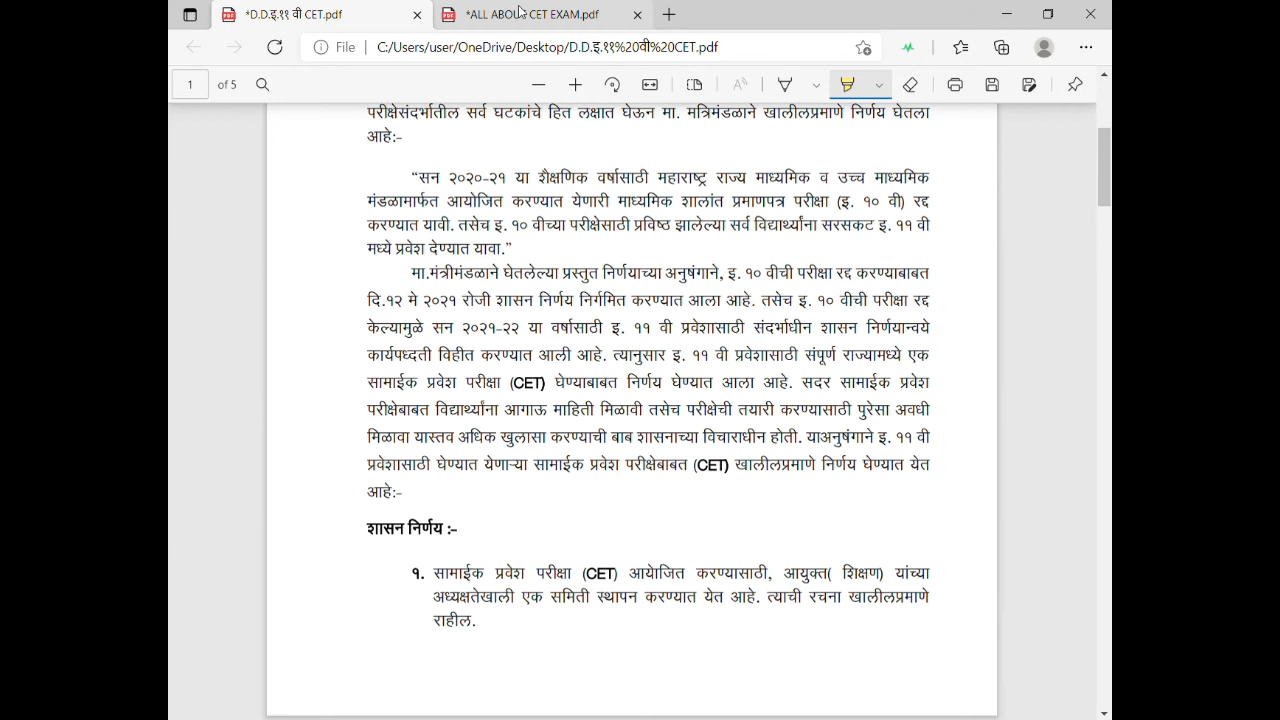 *D.D.इ.११ वी CET.pdf
*ALL ABOUT CET EXAM.pdf
File
C:/Users/user/OneDrive/Desktop/D.D.इ.११%20वी%20CET.pdf
1
of 5
परीक्षेसंदर्भातील सर्व घटकांचे हित लक्षात घेऊन मा. मंत्रिमंडळाने खालीलप्रमाणे निर्णय घेतला
आहे:-
“सन २०२०-२१ या शैक्षणिक वर्षासाठी महाराष्ट्र राज्य माध्यमिक व उच्च माध्यमिक
मंडळामार्फत आयोजित करण्यात येणारी माध्यमिक शालांत प्रमाणपत्र परीक्षा (इ. १० वी) रद्द
करण्यात यावी. तसेच इ. १० वीच्या परीक्षेसाठी प्रविष्ठ झालेल्या सर्व विद्यार्थ्यांना सरसकट इ. ११ वी
मध्ये प्रवेश देण्यात यावा.”
मा.मंत्रीमंडळाने घेतलेल्या प्रस्तुत निर्णयाच्या अनुषंगाने, इ. १० वीची परीक्षा रद्द करण्याबाबत
दि.१२ मे २०२१ रोजी शासन निर्णय निर्गमित करण्यात आला आहे. तसेच इ. १० वीची परीक्षा रद्द
केल्यामुळे सन २०२१-२२ या वर्षासाठी इ. ११ वी प्रवेशासाठी संदर्भाधीन शासन निर्णयान्वये
कार्यपध्दती विहीत करण्यात आली आहे. त्यानुसार इ. ११ वी प्रवेशासाठी संपूर्ण राज्यामध्ये एक
सामाईक प्रवेश परीक्षा (CET) घेण्याबाबत निर्णय घेण्यात आला आहे. सदर सामाईक प्रवेश
परीक्षेबाबत विद्यार्थ्यांना आगाऊ माहिती मिळावी तसेच परीक्षेची तयारी करण्यासाठी पुरेसा अवधी
मिळावा यास्तव अधिक खुलासा करण्याची बाब शासनाच्या विचाराधीन होती. याअनुषंगाने इ. ११ वी
प्रवेशासाठी घेण्यात येणाऱ्या सामाईक प्रवेश परीक्षेबाबत (CET) खालीलप्रमाणे निर्णय घेण्यात येत
आहे:-
शासन निर्णय :-
१. सामाईक प्रवेश परीक्षा (CET) आयेाजित करण्यासाठी, आयुक्त( शिक्षण) यांच्या
अध्यक्षतेखाली एक समिती स्थापन करण्यात येत आहे. त्याची रचना खालीलप्रमाणे
राहील.